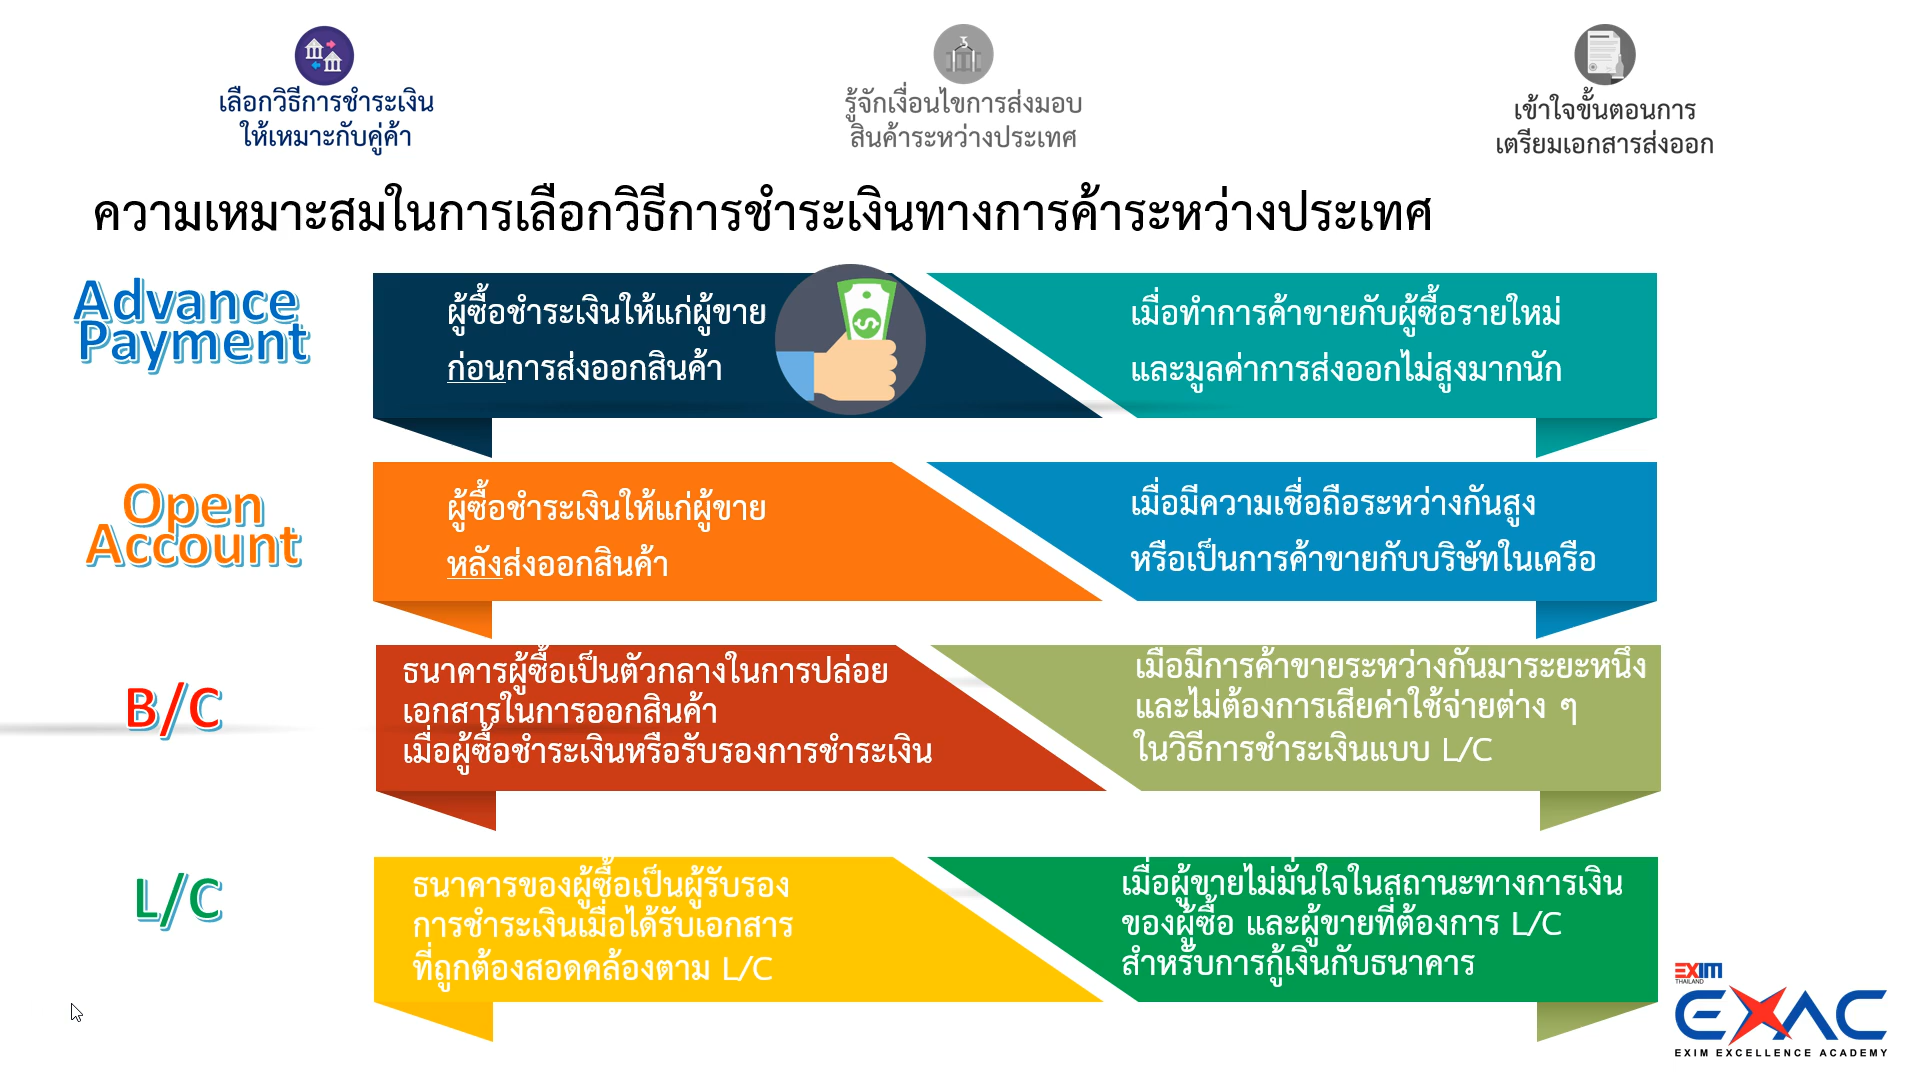 เลือกวิธีการชำระเงิน
ให้เหมาะกับคู่ค้า
รู้จักเงื่อนไขการส่งมอบ
สินค้าระหว่างประเทศ
เข้าใจขั้นตอนการ
เตรียมเอกสารส่งออก
ความเหมาะสมในการเลือกวิธีการชำระเงินทางการค้าระหว่างประเทศ
Advance
Payment
ผู้ซื้อชำระเงินให้แก่ผู้ขาย
ก่อนการส่งออกสินค้า
เมื่อทำการค้าขายกับผู้ซื้อรายใหม่
และมูลค่าการส่งออกไม่สูงมากนัก
Open
Account
ผู้ซื้อชำระเงินให้แก่ผู้ขาย
หลังส่งออกสินค้า
เมื่อมีความเชื่อถือระหว่างกันสูง
หรือเป็นการค้าขายกับบริษัทในเครือ
B/C
ธนาคารผู้ซื้อเป็นตัวกลางในการปล่อย
เอกสารในการออกสินค้า
เมื่อผู้ซื้อชำระเงินหรือรับรองการชำระเงิน
เมื่อมีการค้าขายระหว่างกันมาระยะหนึ่ง
และไม่ต้องการเสียค่าใช้จ่ายต่าง ๆ
ในวิธีการชำระเงินแบบ L/C
L/C
ธนาคารของผู้ซื้อเป็นผู้รับรอง
การชำระเงินเมื่อได้รับเอกสาร
ที่ถูกต้องสอดคล้องตาม L/C
เมื่อผู้ขายไม่มั่นใจในสถานะทางการเงิน
ของผู้ซื้อ และผู้ขายที่ต้องการ L/C
สำหรับการกู้เงินกับธนาคาร
EXIM
THAILAND
EXAC
EXIM EXCELLENCE ACADEMY